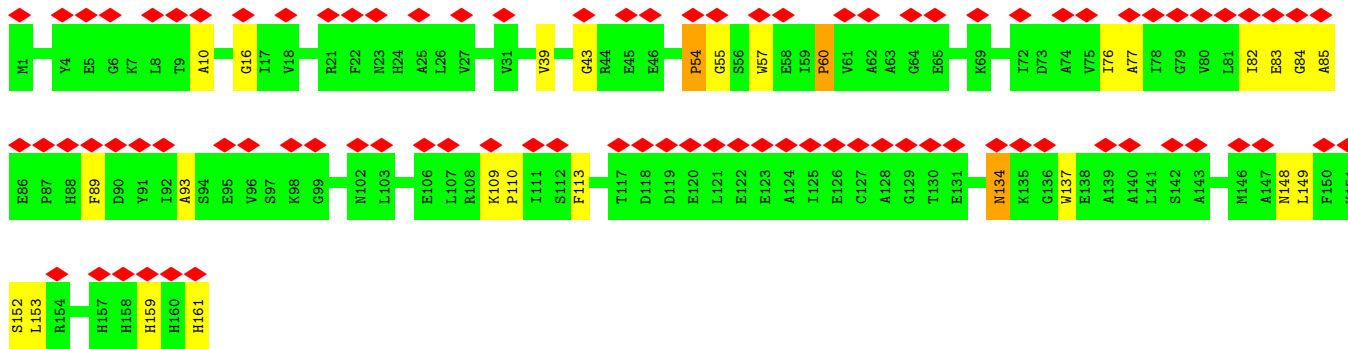 M1 Y4 E5 G6 K7 L8 T9 A10 G16 I17 V18 R21 F22 N23 H24 A25 L26 V27 V31 V39 G43 R44 E45 E46 P54 G55 S56 W57 E58 I59 P60 V61 A62 A63 G64 E65 K69 I72 D73 A74 V75 I76 A77 I78 G79 V80 L81 I82 E83 G84 A85
E86 P87 H88 F89 D90 Y91 I92 A93 S94 E95 V96 S97 K98 G99 N102 L103 E106 L107 R108 K109 P110 I111 S112 F113 T117 D118 D119 E120 L121 E122 E123 A124 I125 E126 C127 A128 G129 T130 E131 N134 K135 G136 W137 E138 A139 A140 L141 S142 A143 M146 A147 N148 L149 F150
S152 L153 R154 H157 H158 H159 H160 H161